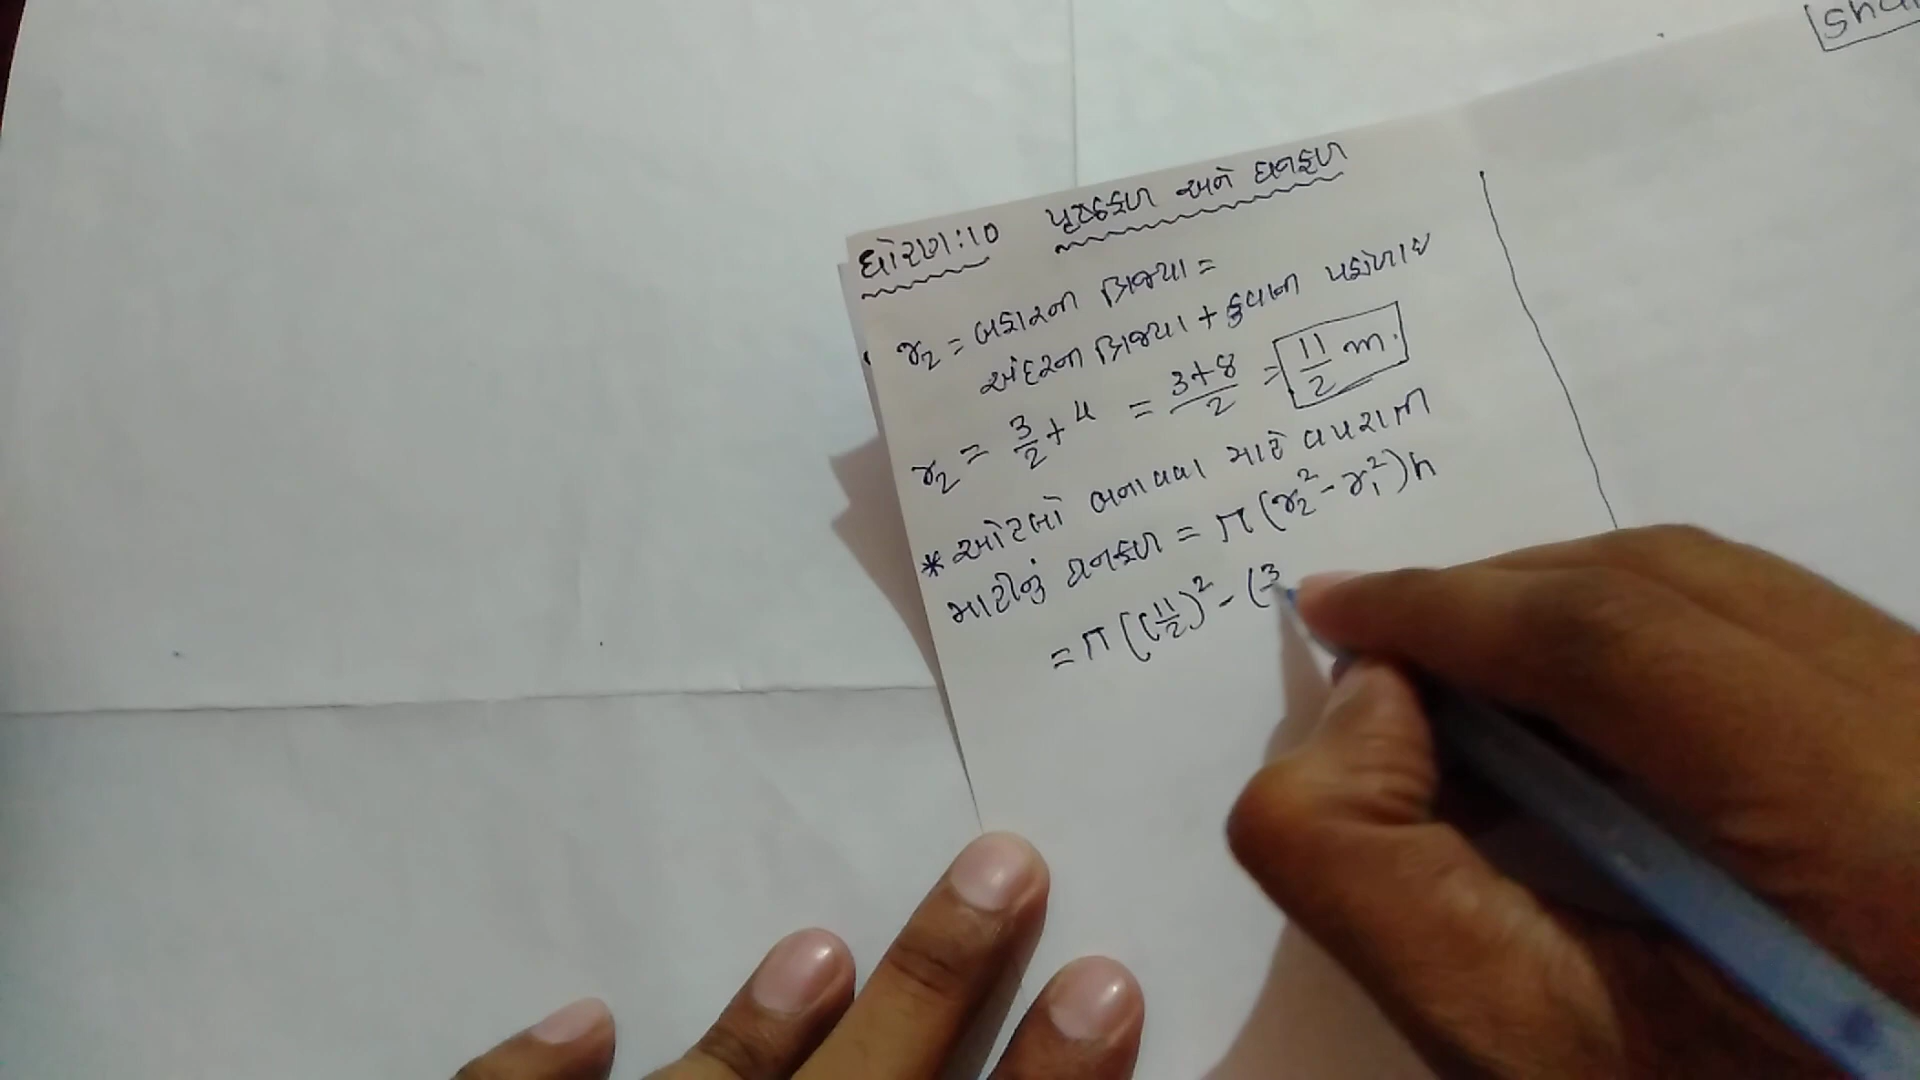 Sha
ધોરણ:10 પૃષ્ઠફળ અને ઘનફળ
r₂ = બહારની ત્રિજ્યા =
અંદરની ત્રિજ્યા + કુવાની પહોળાઇ
r₂ = 3/2 + 4 = (3+8)/2 = 11/2 m.
* ઓટલો બનાવવા માટે વપરાતી
માટીનું ઘનફળ = π(r₂² - r₁²)h
= π((11/2)² - (3